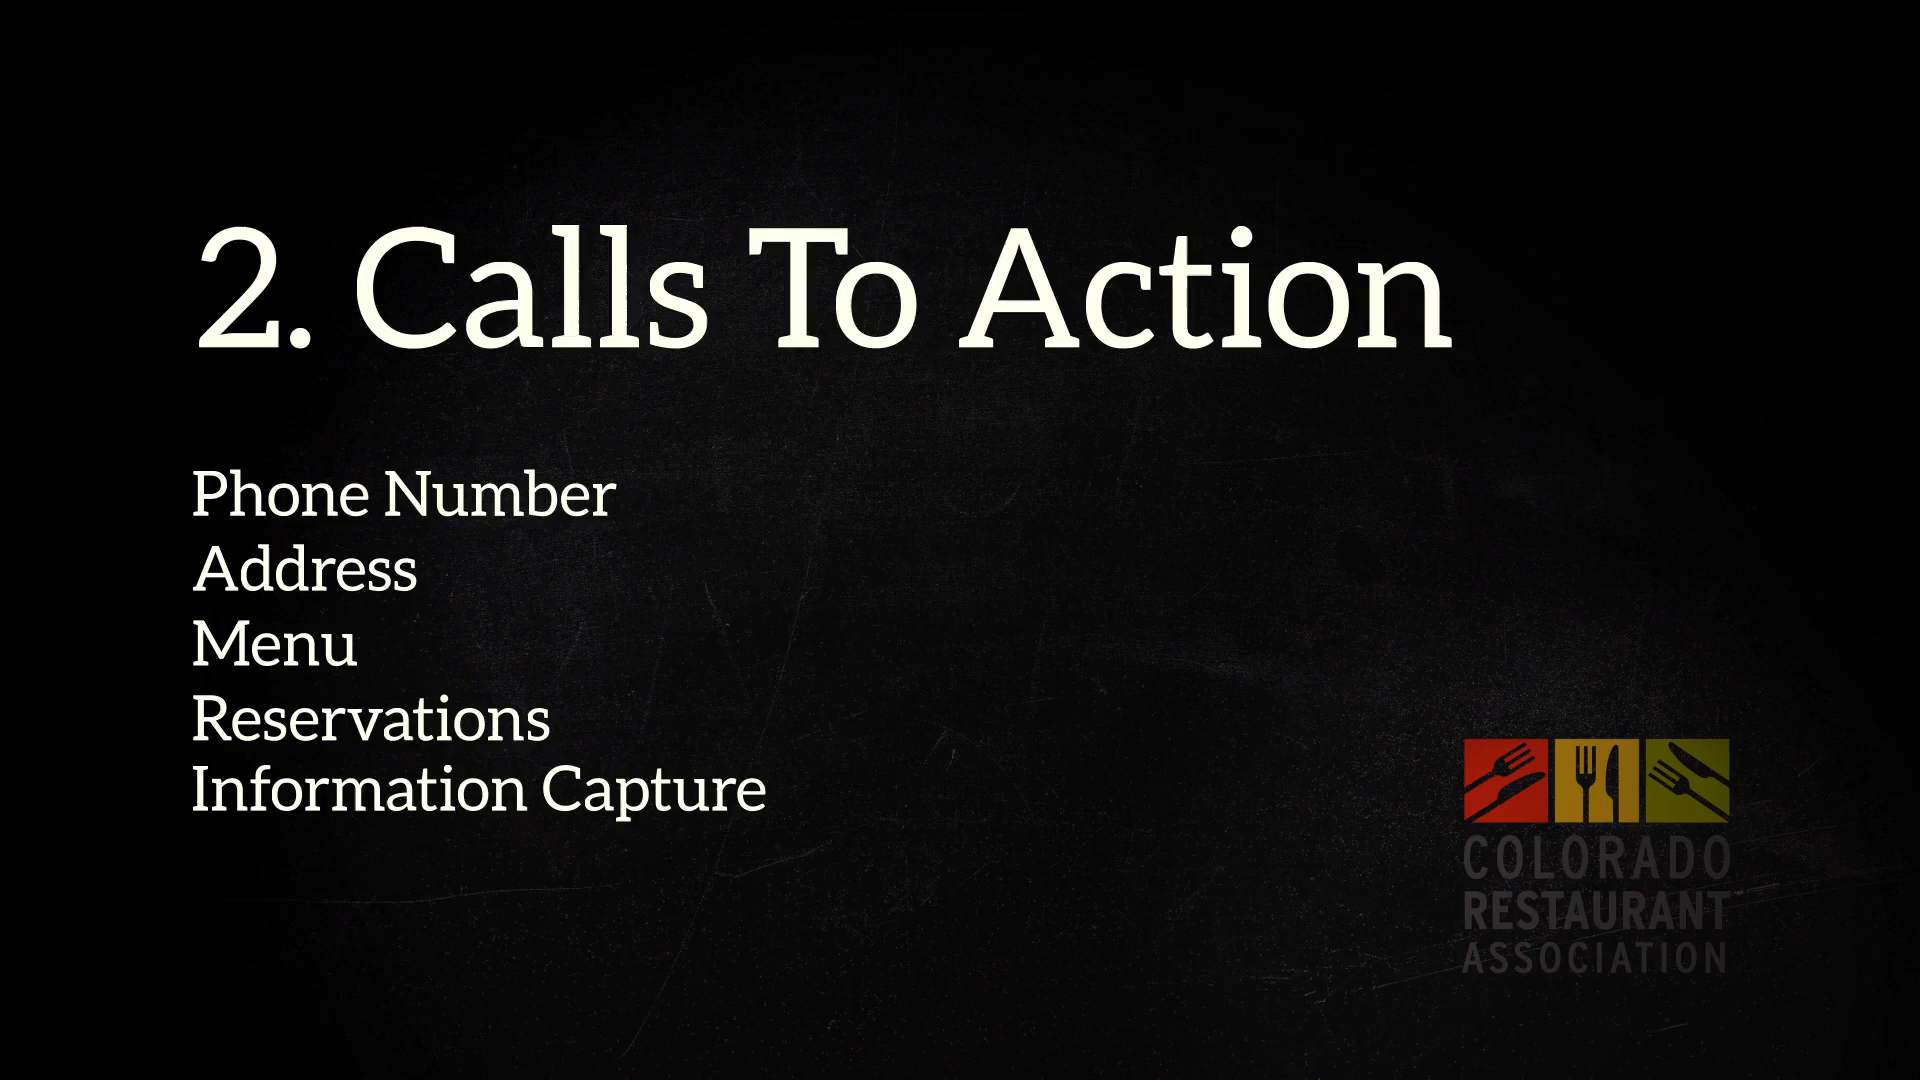 2. Calls To Action
Phone Number
Address
Menu
Reservations
Information Capture
COLORADO
RESTAURANT
ASSOCIATION